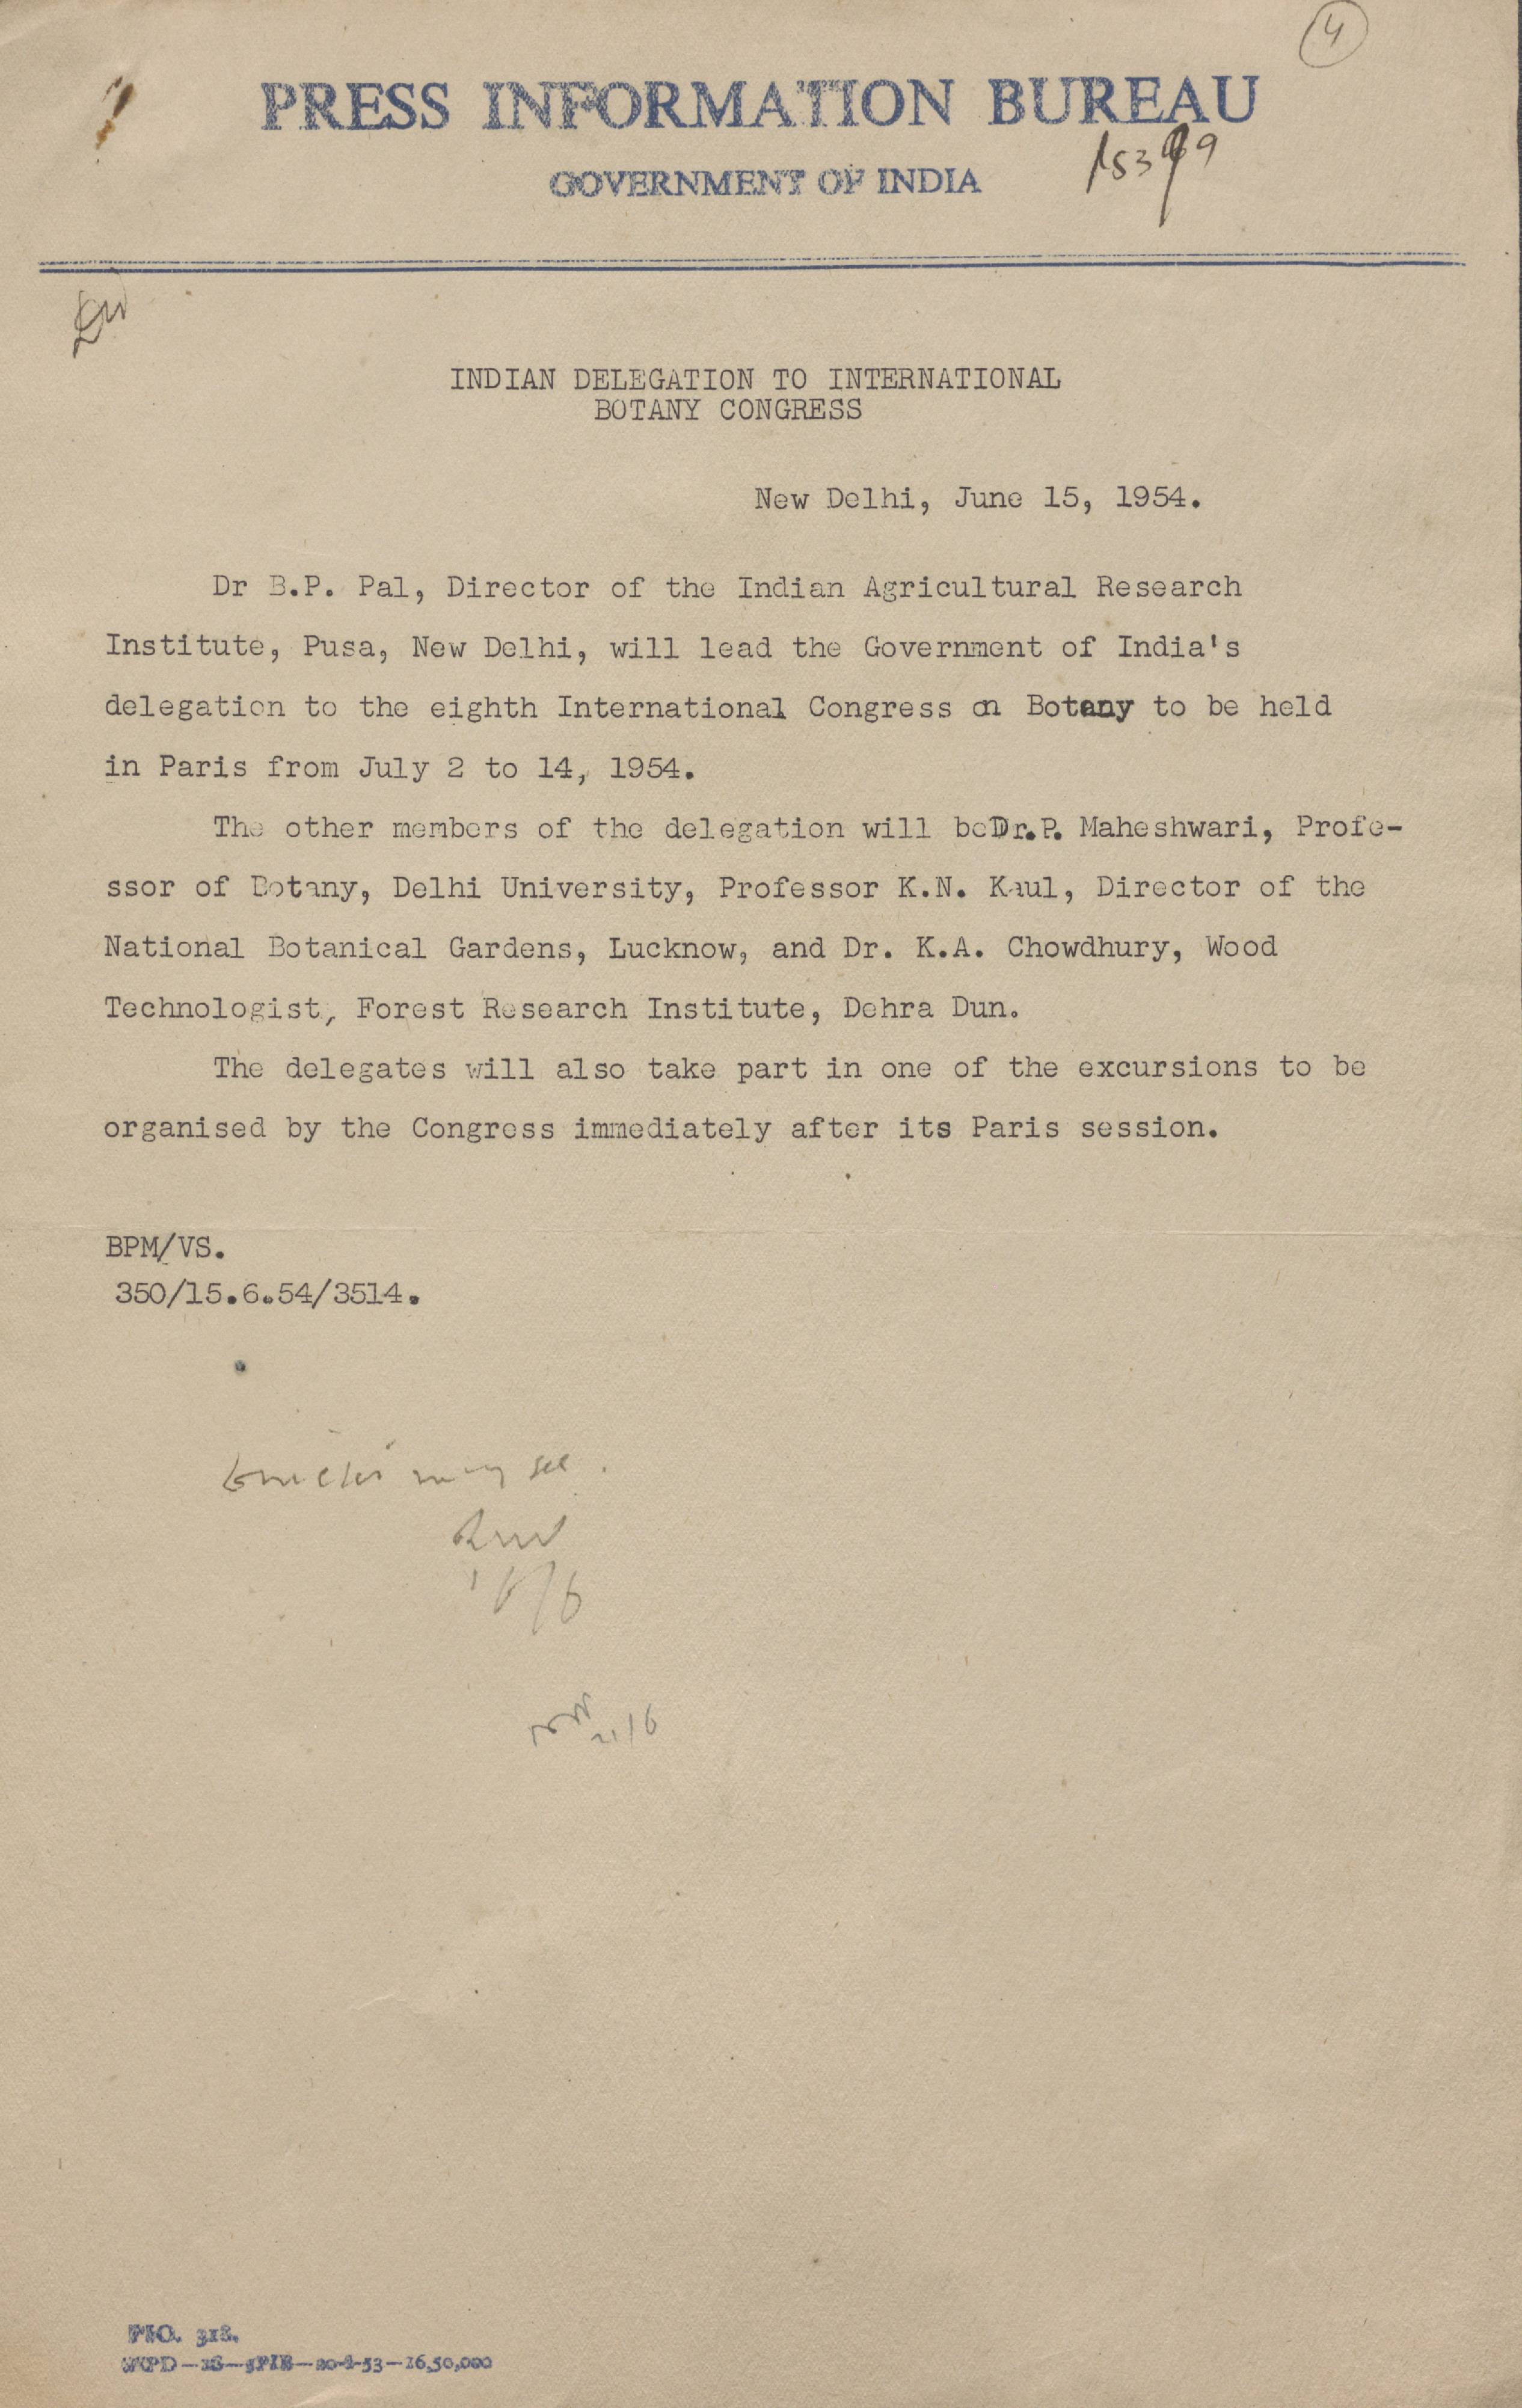 4
PRESS INFORMATION BUREAU
GOVERNMENT OF INDIA
INDIAN DELEGATION TO INTERNATIONAL
BOTANY CONGRESS
New Delhi, June 15, 1954.
Dr B.P. Pal, Director of the Indian Agricultural Research
Institute, Pusa, New Delhi, will lead the Government of India's
delegation to the eighth International Congress on Botany to be held
in Paris from July 2 to 14, 1954.
The other members of the delegation will be Dr.P. Maheshwari, Profe-
ssor of Botany, Delhi University, Professor K.N. Kaul, Director of the
National Botanical Gardens, Lucknow, and Dr. K.A. Chowdhury, Wood
Technologist, Forest Research Institute, Dehra Dun.
The delegates will also take part in one of the excursions to be
organised by the Congress immediately after its Paris session.
BPM/VS.
350/15.6.54/3514.
may see.
PIO. 318.